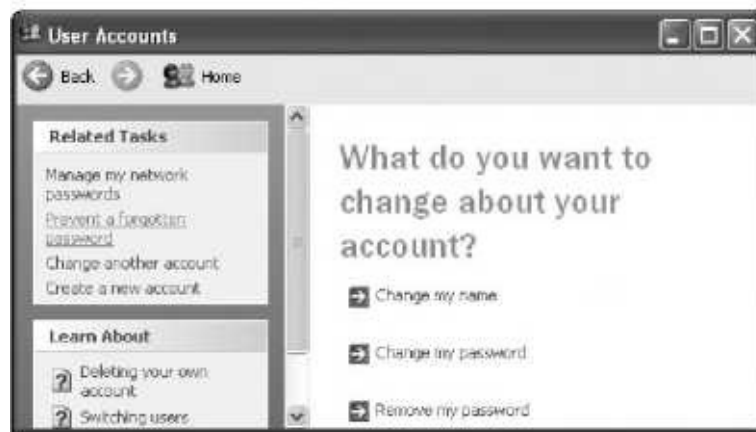 User Accounts
Back Home
Related Tasks
Manage my network
passwords
Prevent a forgotten
password
Change another account
Create a new account
Learn About
Deleting your own
account
Switching users
What do you want to
change about your
account?
Change my name
Change my password
Remove my password